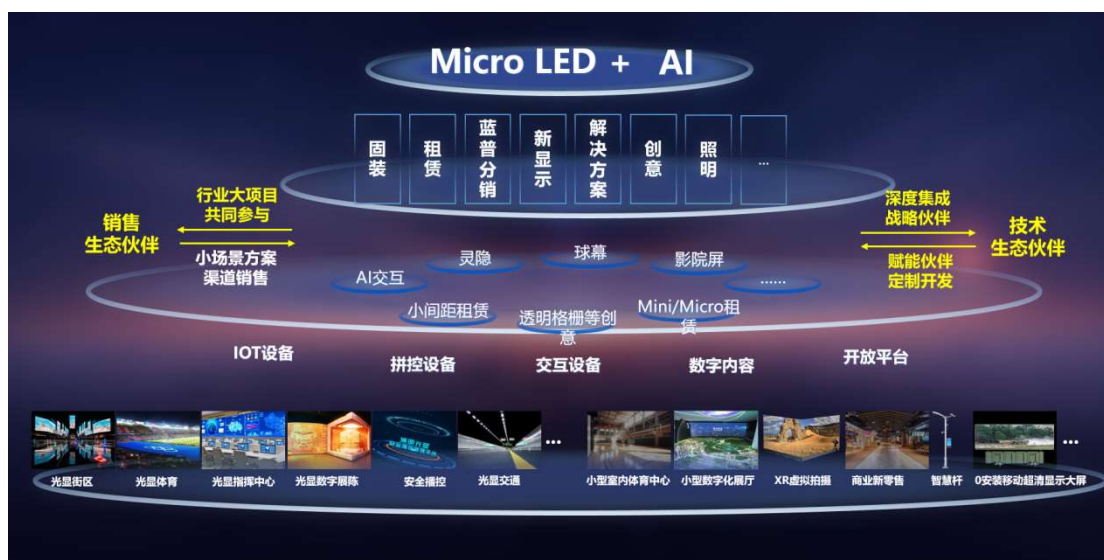 Micro LED + AI
固装
租赁
蓝普分销
新显示
解决方案
创意
照明
...
行业大项目
共同参与
销售
生态伙伴
小场景方案
渠道销售
深度集成
战略伙伴
技术
生态伙伴
赋能伙伴
定制开发
灵隐
球幕
影院屏
AI交互
......
小间距租赁
透明格栅等创
意
Mini/Micro租
赁
IOT设备
拼控设备
交互设备
数字内容
开放平台
...
...
光显街区
光显体育
光显指挥中心
光显数字展陈
安全播控
光显交通
小型室内体育中心
小型数字化展厅
XR虚拟拍摄
商业新零售
智慧杆
0安装移动超清显示大屏